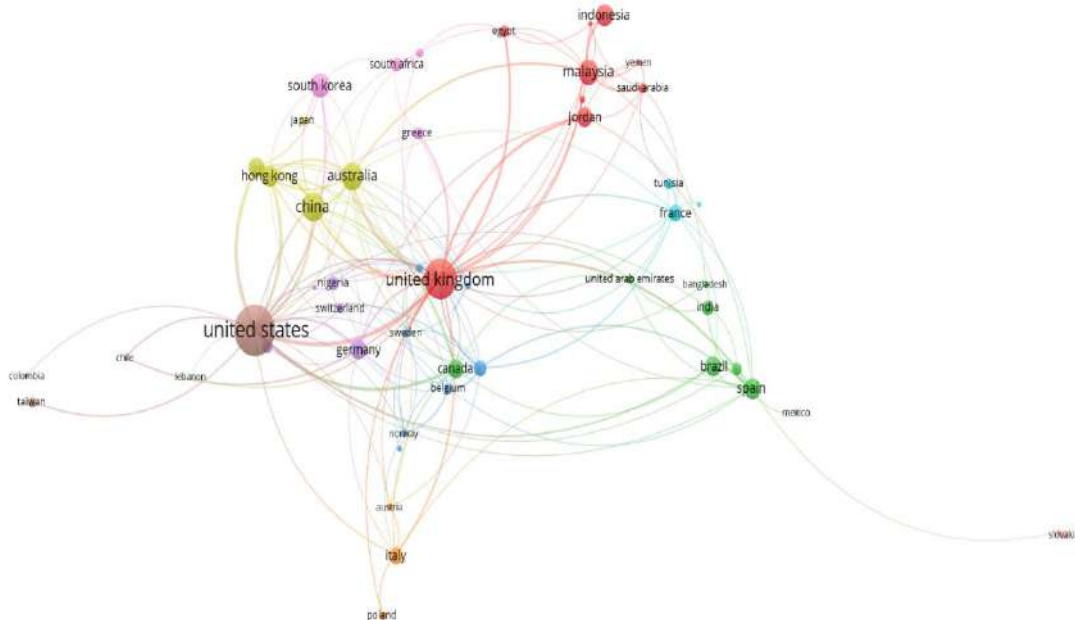 indonesia
egypt
south africa
yemen
malaysia
saudi arabia
south korea
jordan
japan
greece
hong kong
australia
tunisia
china
france
united kingdom
united arab emirates
bangladesh
nigeria
switzerland
india
united states
sweden
germany
chile
canada
brazil
colombia
lebanon
belgium
spain
taiwan
mexico
norway
austria
italy
poland